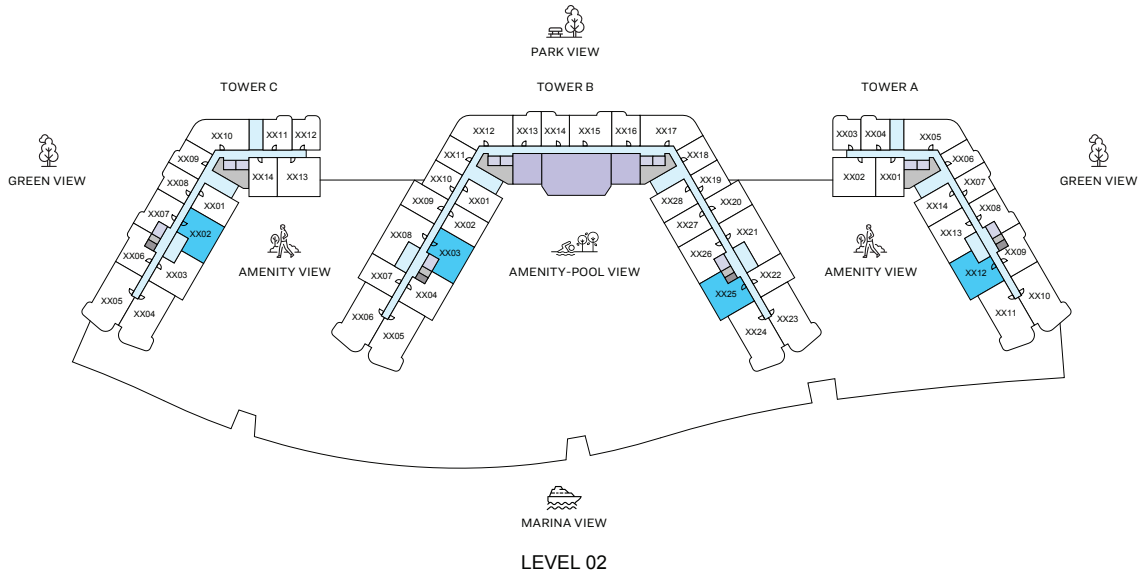 PARK VIEW
TOWER C
TOWER B
TOWER A
GREEN VIEW
GREEN VIEW
XX10
XX11
XX12
XX09
XX08
XX07
XX06
XX05
XX04
XX03
XX02
XX01
XX14
XX13
AMENITY VIEW
XX12
XX13
XX14
XX15
XX16
XX17
XX11
XX10
XX09
XX08
XX07
XX06
XX05
XX04
XX03
XX02
XX01
XX18
XX19
XX20
XX21
XX22
XX23
XX24
XX25
XX26
XX27
XX28
AMENITY-POOL VIEW
AMENITY VIEW
XX03
XX04
XX05
XX02
XX01
XX06
XX07
XX08
XX09
XX10
XX11
XX12
XX13
XX14
MARINA VIEW
LEVEL 02